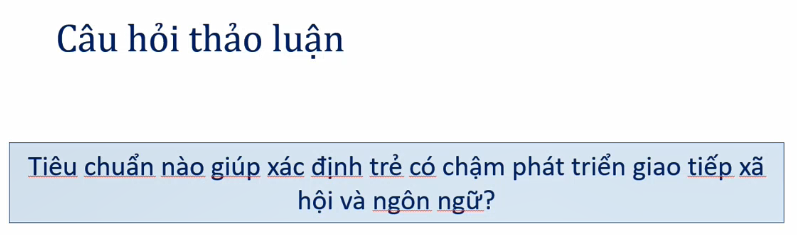 Câu hỏi thảo luận
Tiêu chuẩn nào giúp xác định trẻ có chậm phát triển giao tiếp xã
hội và ngôn ngữ?